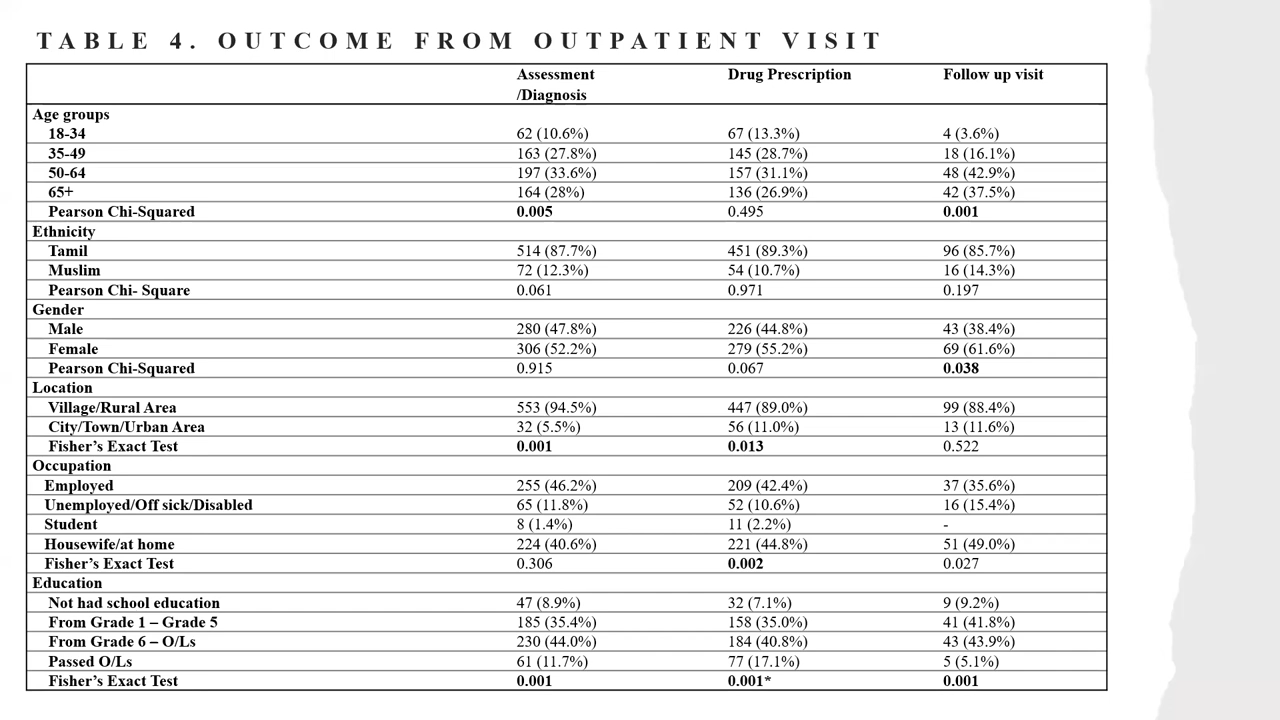 TABLE 4. OUTCOME FROM OUTPATIENT VISIT
Assessment /Diagnosis Drug Prescription Follow up visit
Age groups
18-34 62 (10.6%) 67 (13.3%) 4 (3.6%)
35-49 163 (27.8%) 145 (28.7%) 18 (16.1%)
50-64 197 (33.6%) 157 (31.1%) 48 (42.9%)
65+ 164 (28%) 136 (26.9%) 42 (37.5%)
Pearson Chi-Squared 0.005 0.495 0.001
Ethnicity
Tamil 514 (87.7%) 451 (89.3%) 96 (85.7%)
Muslim 72 (12.3%) 54 (10.7%) 16 (14.3%)
Pearson Chi- Square 0.061 0.971 0.197
Gender
Male 280 (47.8%) 226 (44.8%) 43 (38.4%)
Female 306 (52.2%) 279 (55.2%) 69 (61.6%)
Pearson Chi-Squared 0.915 0.067 0.038
Location
Village/Rural Area 553 (94.5%) 447 (89.0%) 99 (88.4%)
City/Town/Urban Area 32 (5.5%) 56 (11.0%) 13 (11.6%)
Fisher’s Exact Test 0.001 0.013 0.522
Occupation
Employed 255 (46.2%) 209 (42.4%) 37 (35.6%)
Unemployed/Off sick/Disabled 65 (11.8%) 52 (10.6%) 16 (15.4%)
Student 8 (1.4%) 11 (2.2%) -
Housewife/at home 224 (40.6%) 221 (44.8%) 51 (49.0%)
Fisher’s Exact Test 0.306 0.002 0.027
Education
Not had school education 47 (8.9%) 32 (7.1%) 9 (9.2%)
From Grade 1 – Grade 5 185 (35.4%) 158 (35.0%) 41 (41.8%)
From Grade 6 – O/Ls 230 (44.0%) 184 (40.8%) 43 (43.9%)
Passed O/Ls 61 (11.7%) 77 (17.1%) 5 (5.1%)
Fisher’s Exact Test 0.001 0.001* 0.001